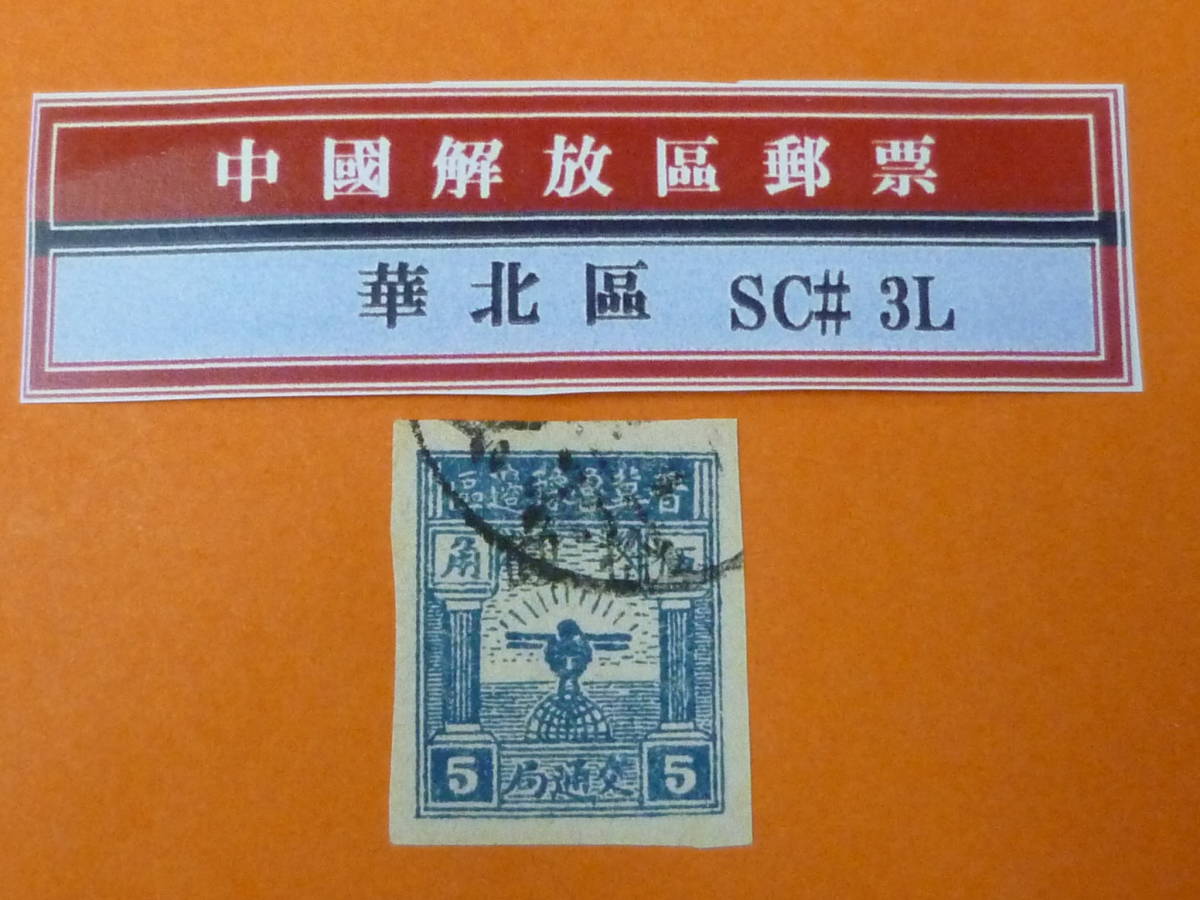 中國解放區郵票
華北區 SC# 3L
區邊豫魯冀晉
角 伍
5 局通交 5